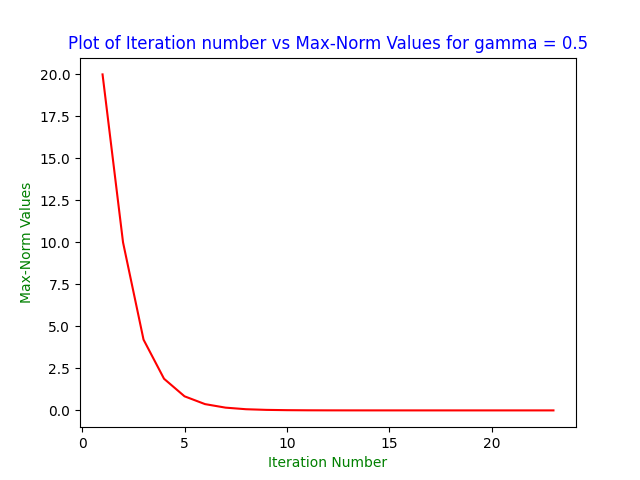 Plot of Iteration number vs Max-Norm Values for gamma = 0.5
20.0
17.5
15.0
12.5
10.0
7.5
5.0
2.5
0.0
Max-Norm Values
0 5 10 15 20
Iteration Number